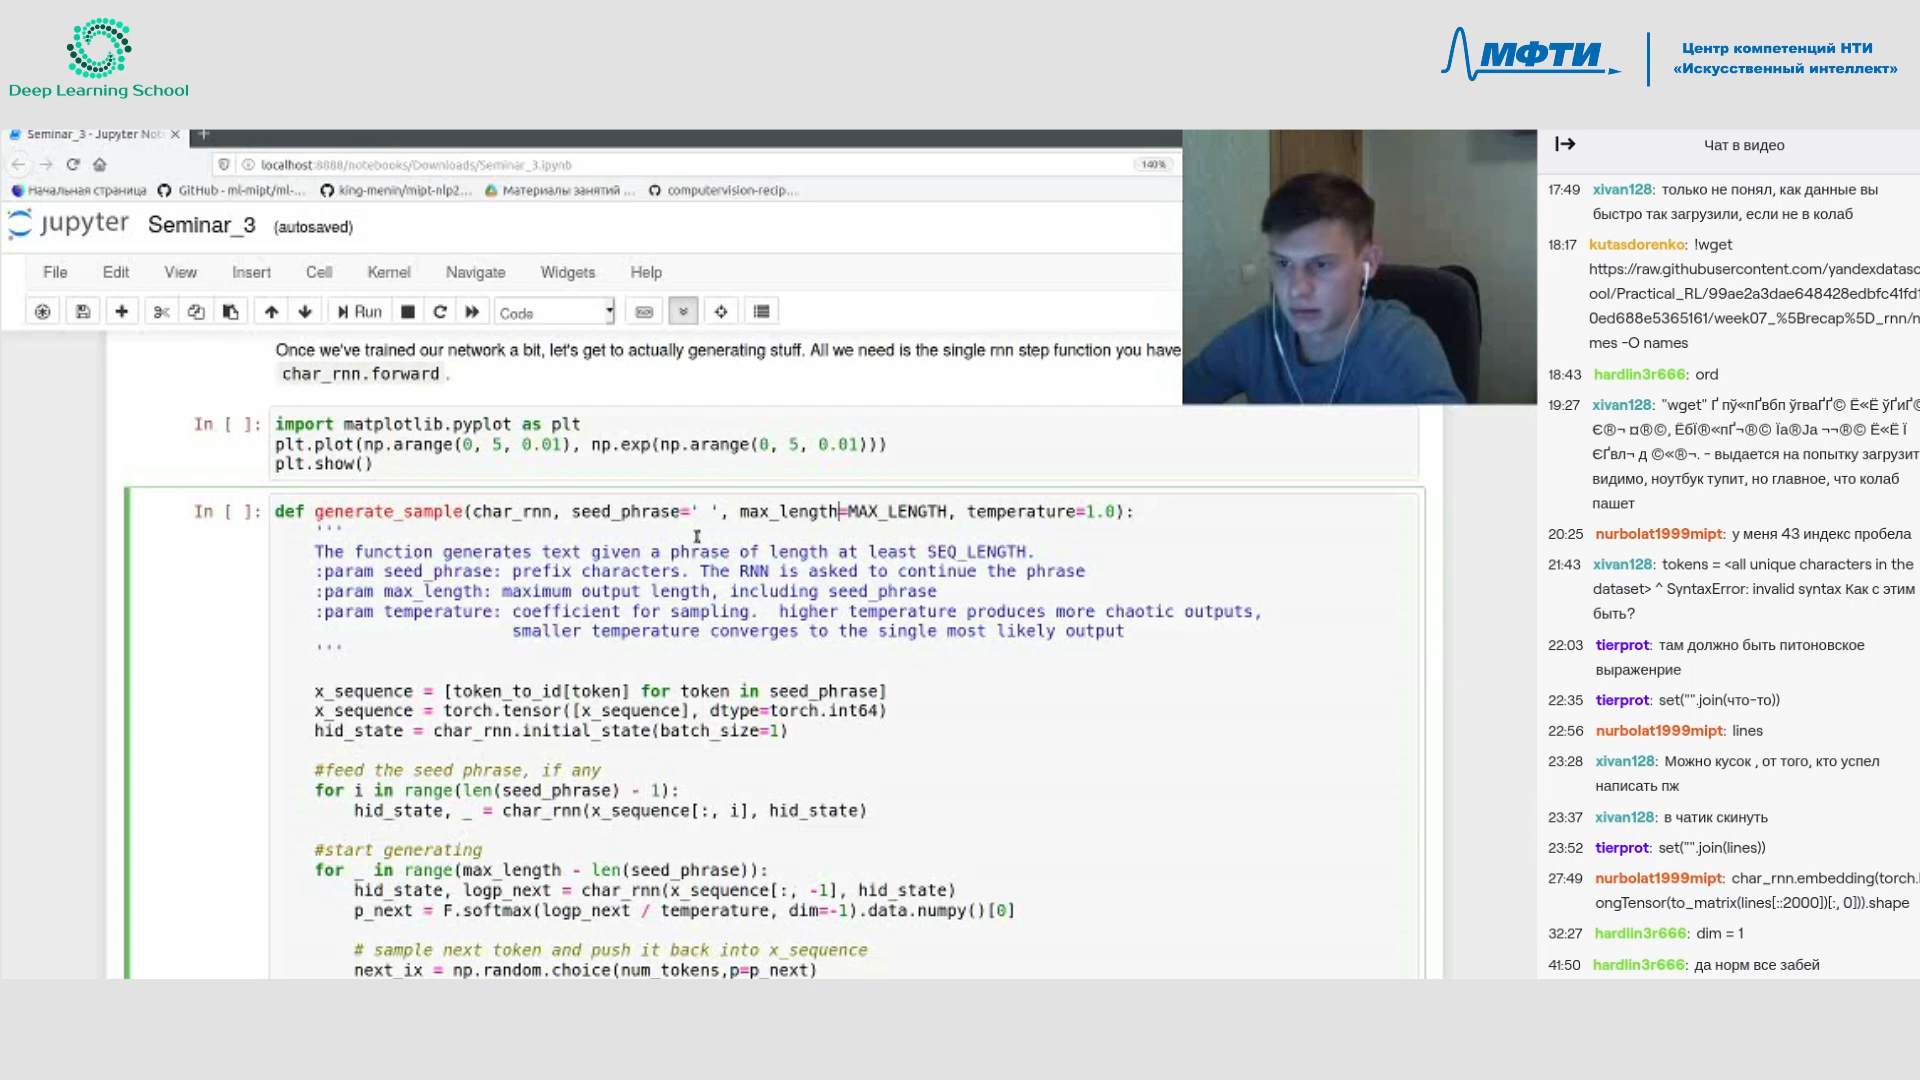 Deep Learning School
МФТИ
Центр компетенций НТИ
«Искусственный интеллект»
Seminar_3 - Jupyter Not
localhost:8888/notebooks/Downloads/Seminar_3.ipynb
140%
Начальная страница
GitHub - ml-mipt/ml-...
king-menin/mipt-nlp2...
Материалы занятий ...
computervision-recip...
jupyter Seminar_3 (autosaved)
File Edit View Insert Cell Kernel Navigate Widgets Help
Run
Code
Once we've trained our network a bit, let's get to actually generating stuff. All we need is the single rnn step function you have
char_rnn.forward .
In [ ]: import matplotlib.pyplot as plt
plt.plot(np.arange(0, 5, 0.01), np.exp(np.arange(0, 5, 0.01)))
plt.show()
In [ ]: def generate_sample(char_rnn, seed_phrase=' ', max_length=MAX_LENGTH, temperature=1.0):
'''
The function generates text given a phrase of length at least SEQ_LENGTH.
:param seed_phrase: prefix characters. The RNN is asked to continue the phrase
:param max_length: maximum output length, including seed_phrase
:param temperature: coefficient for sampling.  higher temperature produces more chaotic outputs,
smaller temperature converges to the single most likely output
'''
x_sequence = [token_to_id[token] for token in seed_phrase]
x_sequence = torch.tensor([x_sequence], dtype=torch.int64)
hid_state = char_rnn.initial_state(batch_size=1)
#feed the seed phrase, if any
for i in range(len(seed_phrase) - 1):
hid_state, _ = char_rnn(x_sequence[:, i], hid_state)
#start generating
for _ in range(max_length - len(seed_phrase)):
hid_state, logp_next = char_rnn(x_sequence[:, -1], hid_state)
p_next = F.softmax(logp_next / temperature, dim=-1).data.numpy()[0]
# sample next token and push it back into x_sequence
next_ix = np.random.choice(num_tokens,p=p_next)
Чат в видео
17:49 xivan128: только не понял, как данные вы
быстро так загрузили, если не в колаб
18:17 kutasdorenko: !wget
https://raw.githubusercontent.com/yandexdatasc
ool/Practical_RL/99ae2a3dae648428edbfc41fd1
0ed688e5365161/week07_%5Brecap%5D_rnn/n
mes -O names
18:43 hardlin3r666: ord
19:27 xivan128: "wget"
- выдается на попытку загрузит
видимо, ноутбук тупит, но главное, что колаб
пашет
20:25 nurbolat1999mipt: у меня 43 индекс пробела
21:43 xivan128: tokens = <all unique characters in the
dataset> ^ SyntaxError: invalid syntax Как с этим
быть?
22:03 tierprot: там должно быть питоновское
выраженрие
22:35 tierprot: set("".join(что-то))
22:56 nurbolat1999mipt: lines
23:28 xivan128: Можно кусок , от того, кто успел
написать пж
23:37 xivan128: в чатик скинуть
23:52 tierprot: set("".join(lines))
27:49 nurbolat1999mipt: char_rnn.embedding(torch.
ongTensor(to_matrix(lines[::2000])[:, 0])).shape
32:27 hardlin3r666: dim = 1
41:50 hardlin3r666: да норм все забей